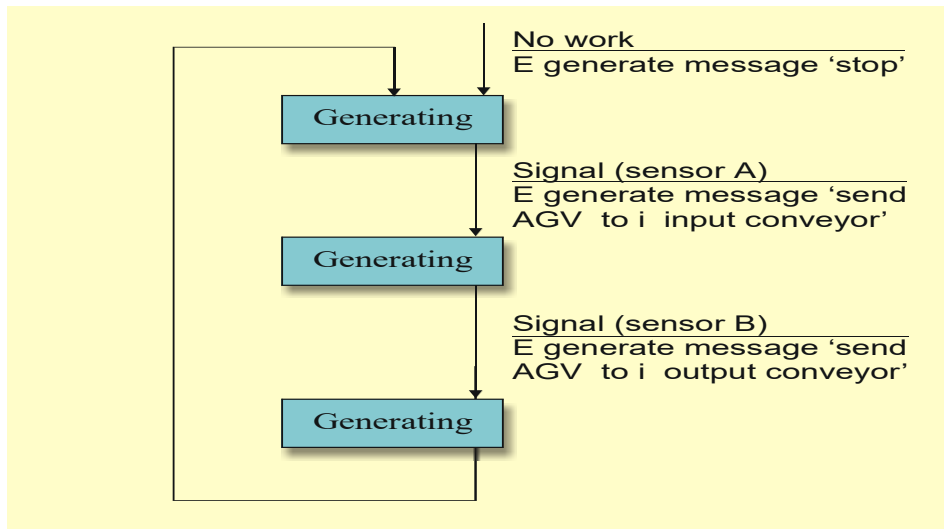 No work
E generate message ‘stop’
Generating
Signal (sensor A)
E generate message ‘send
AGV to i input conveyor’
Generating
Signal (sensor B)
E generate message ‘send
AGV to i output conveyor’
Generating